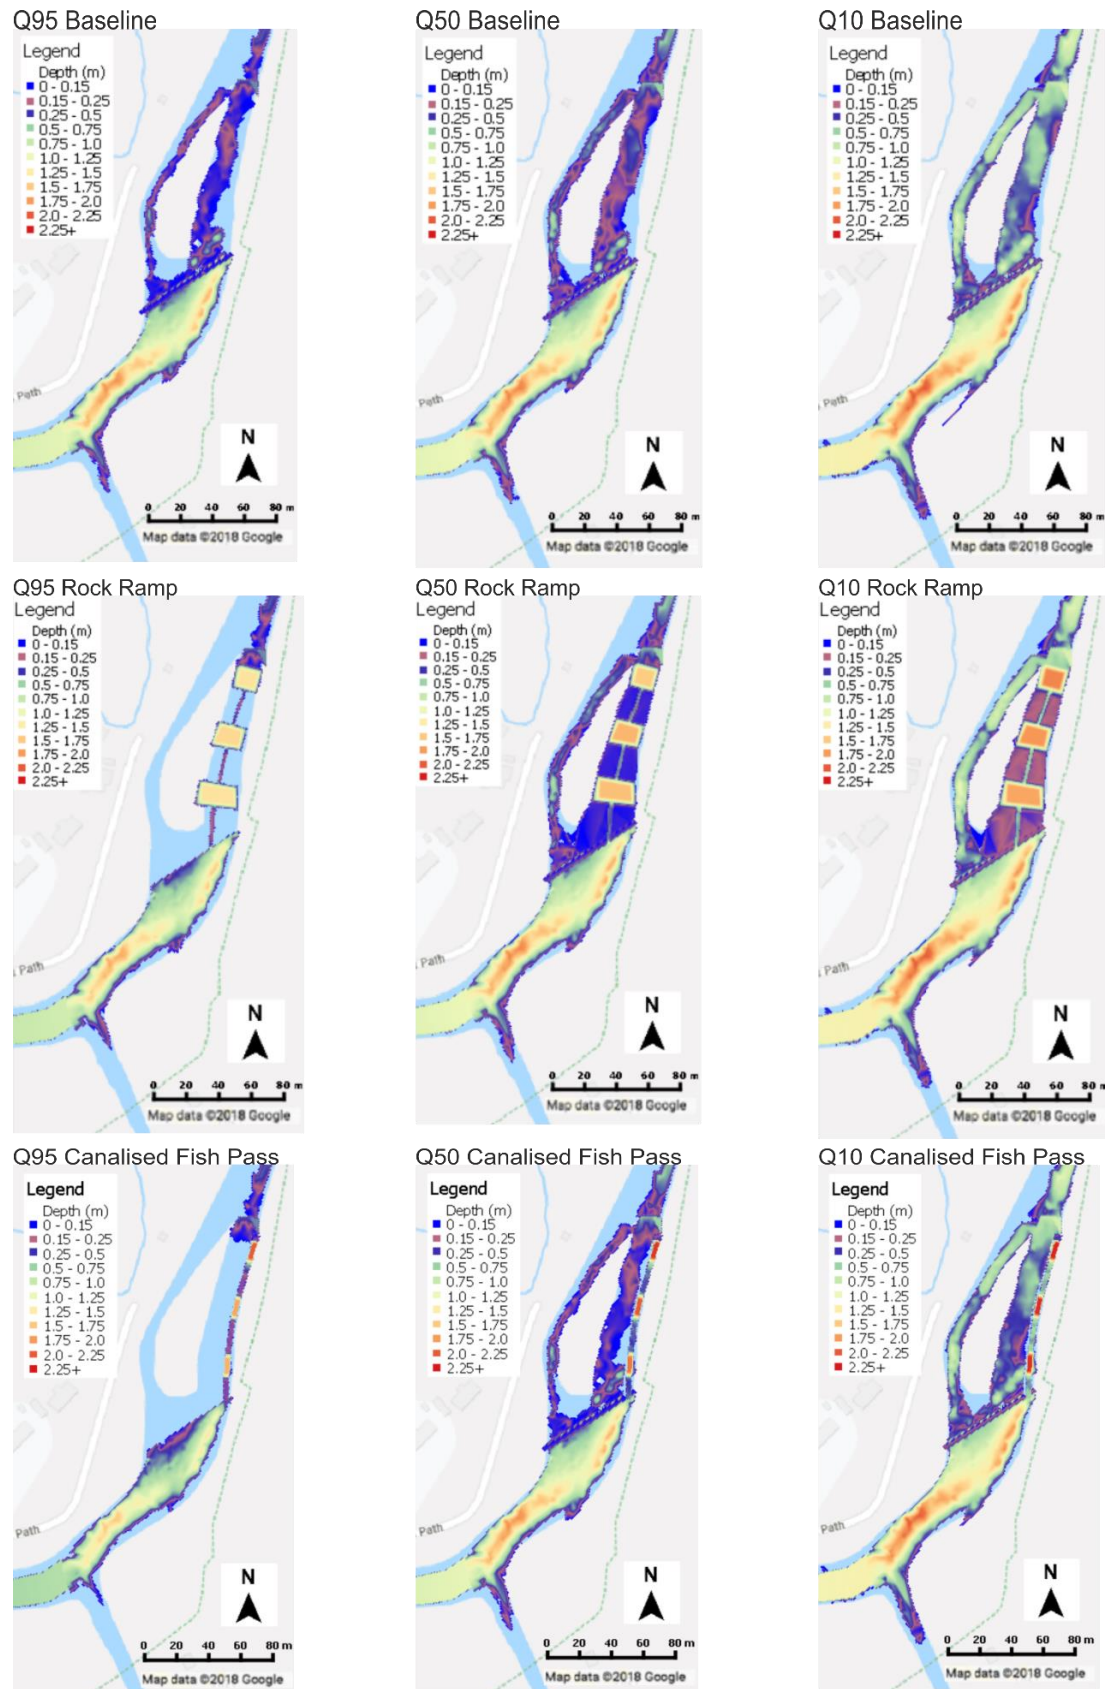 Q95 Baseline
Legend
Depth (m)
0 - 0.15
0.15 - 0.25
0.25 - 0.5
0.5 - 0.75
0.75 - 1.0
1.0 - 1.25
1.25 - 1.5
1.5 - 1.75
1.75 - 2.0
2.0 - 2.25
2.25+
Path
N
0 20 40 60 80 m
Map data ©2018 Google
Q50 Baseline
Legend
Depth (m)
0 - 0.15
0.15 - 0.25
0.25 - 0.5
0.5 - 0.75
0.75 - 1.0
1.0 - 1.25
1.25 - 1.5
1.5 - 1.75
1.75 - 2.0
2.0 - 2.25
2.25+
Path
N
0 20 40 60 80 m
Map data ©2018 Google
Q10 Baseline
Legend
Depth (m)
0 - 0.15
0.15 - 0.25
0.25 - 0.5
0.5 - 0.75
0.75 - 1.0
1.0 - 1.25
1.25 - 1.5
1.5 - 1.75
1.75 - 2.0
2.0 - 2.25
2.25+
Path
N
0 20 40 60 80 m
Map data ©2018 Google
Q95 Rock Ramp
Legend
Depth (m)
0 - 0.15
0.15 - 0.25
0.25 - 0.5
0.5 - 0.75
0.75 - 1.0
1.0 - 1.25
1.25 - 1.5
1.5 - 1.75
1.75 - 2.0
2.0 - 2.25
2.25+
Path
N
0 20 40 60 80 m
Map data ©2018 Google
Q50 Rock Ramp
Legend
Depth (m)
0 - 0.15
0.15 - 0.25
0.25 - 0.5
0.5 - 0.75
0.75 - 1.0
1.0 - 1.25
1.25 - 1.5
1.5 - 1.75
1.75 - 2.0
2.0 - 2.25
2.25+
Path
N
0 20 40 60 80 m
Map data ©2018 Google
Q10 Rock Ramp
Legend
Depth (m)
0 - 0.15
0.15 - 0.25
0.25 - 0.5
0.5 - 0.75
0.75 - 1.0
1.0 - 1.25
1.25 - 1.5
1.5 - 1.75
1.75 - 2.0
2.0 - 2.25
2.25+
Path
N
0 20 40 60 80 m
Map data ©2018 Google
Q95 Canalised Fish Pass
Legend
Depth (m)
0 - 0.15
0.15 - 0.25
0.25 - 0.5
0.5 - 0.75
0.75 - 1.0
1.0 - 1.25
1.25 - 1.5
1.5 - 1.75
1.75 - 2.0
2.0 - 2.25
2.25+
Path
N
0 20 40 60 80 m
Map data ©2018 Google
Q50 Canalised Fish Pass
Legend
Depth (m)
0 - 0.15
0.15 - 0.25
0.25 - 0.5
0.5 - 0.75
0.75 - 1.0
1.0 - 1.25
1.25 - 1.5
1.5 - 1.75
1.75 - 2.0
2.0 - 2.25
2.25+
Path
N
0 20 40 60 80 m
Map data ©2018 Google
Q10 Canalised Fish Pass
Legend
Depth (m)
0 - 0.15
0.15 - 0.25
0.25 - 0.5
0.5 - 0.75
0.75 - 1.0
1.0 - 1.25
1.25 - 1.5
1.5 - 1.75
1.75 - 2.0
2.0 - 2.25
2.25+
Path
N
0 20 40 60 80 m
Map data ©2018 Google